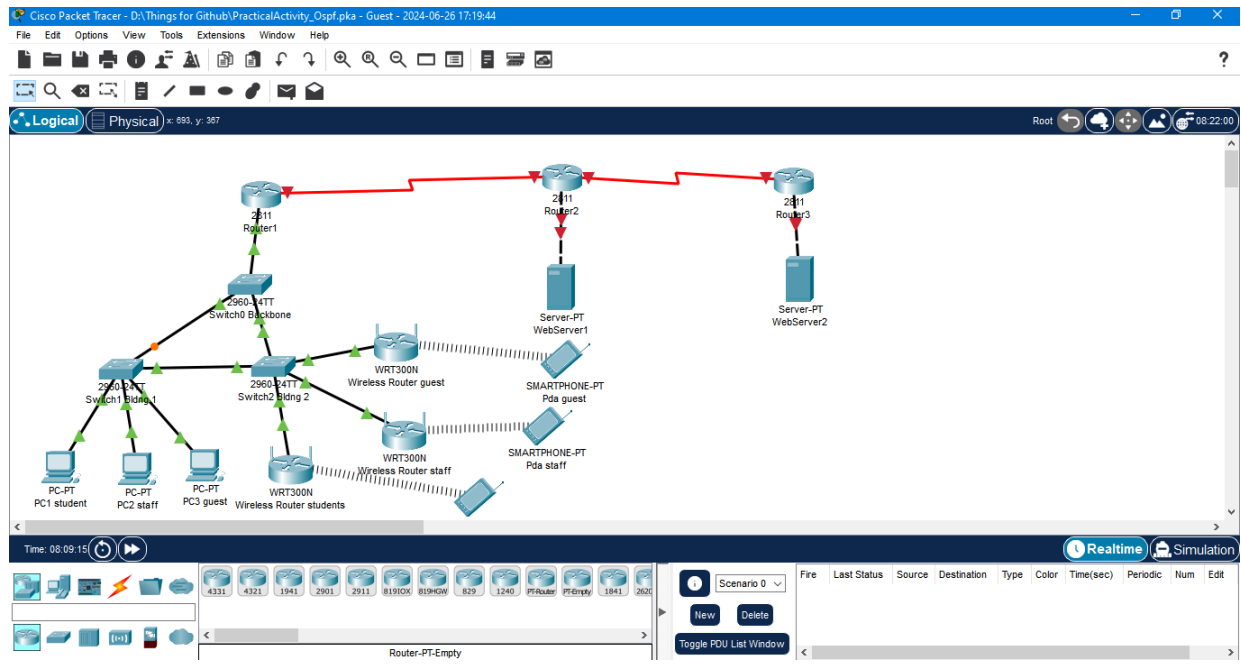 Cisco Packet Tracer - D:\Things for Github\PracticalActivity_Ospf.pka - Guest - 2024-06-26 17:19:44
File Edit Options View Tools Extensions Window Help
?
Logical Physical x: 693, y: 367 Root 08:22:00
2811
Router1
2811
Router2
2811
Router3
2960-24TT
Switch0 Backbone
Server-PT
WebServer1
Server-PT
WebServer2
WRT300N
Wireless Router guest
2960-24TT
Switch1 Bldng 1
2960-24TT
Switch2 Bldng 2
SMARTPHONE-PT
Pda guest
WRT300N
Wireless Router staff
SMARTPHONE-PT
Pda staff
PC-PT
PC1 student
PC-PT
PC2 staff
PC-PT
PC3 guest
WRT300N
Wireless Router students
Time: 08:09:15 Realtime Simulation
4331 4321 1941 2901 2911 819IOX 819HGW 829 1240 PT-Router PT-Empty 1841 2620
Router-PT-Empty
Scenario 0
New Delete
Toggle PDU List Window
Fire Last Status Source Destination Type Color Time(sec) Periodic Num Edit